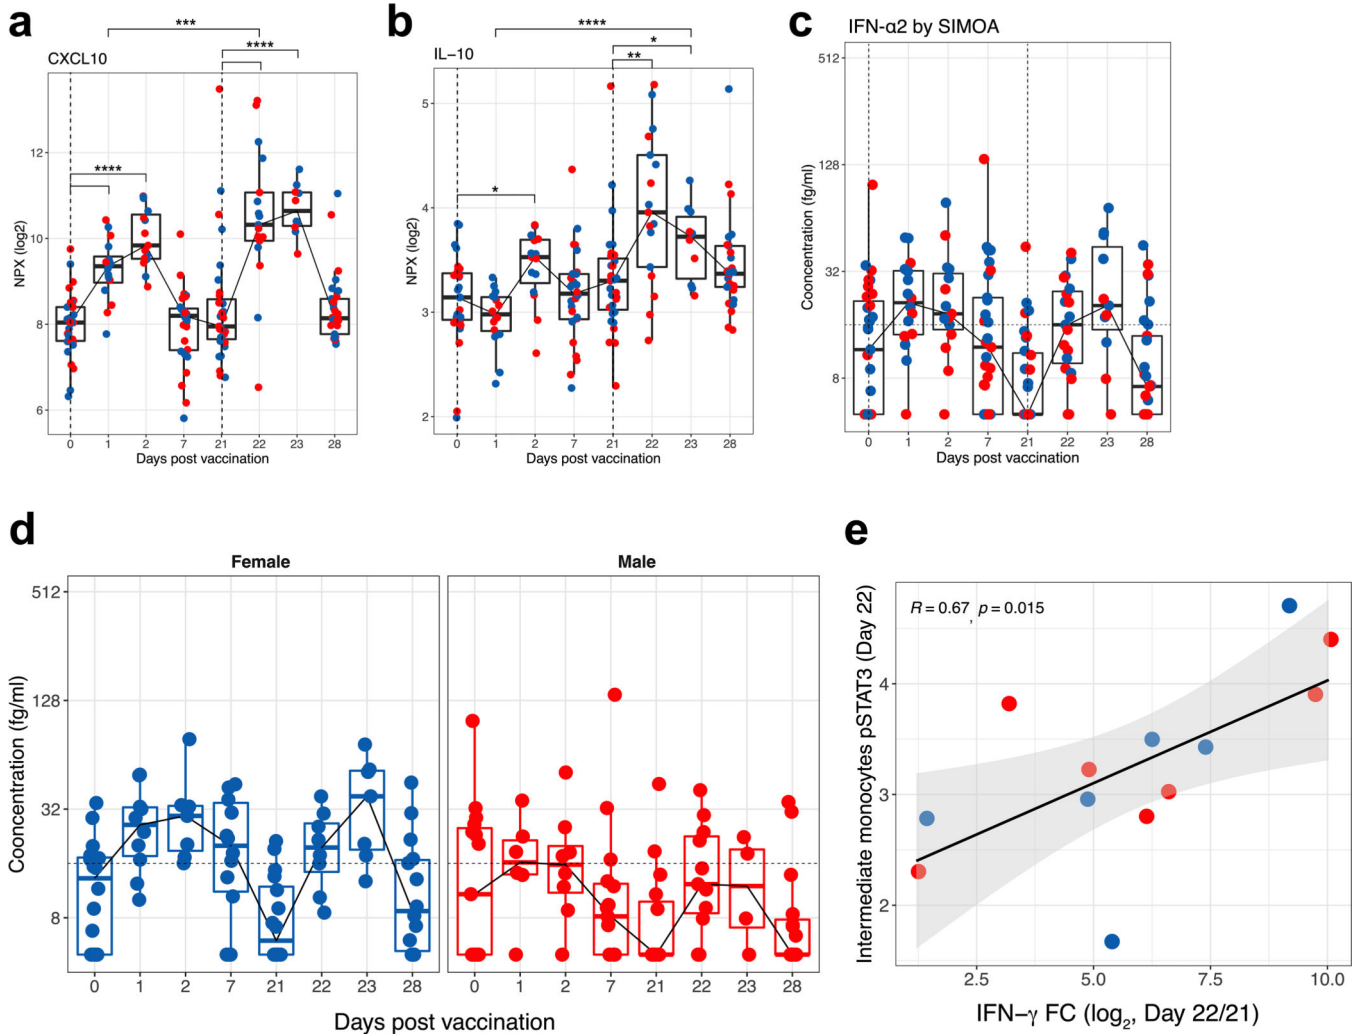 a
CXCL10
***
****
****
NPX (log2)
12
10
8
6
0 1 2 7 21 22 23 28
Days post vaccination
b
IL−10
****
*
**
*
NPX (log2)
5
4
3
2
0 1 2 7 21 22 23 28
Days post vaccination
c
IFN-α2 by SIMOA
Cooncentration (fg/ml)
512
128
32
8
0 1 2 7 21 22 23 28
Days post vaccination
d
Female
Male
Cooncentration (fg/ml)
512
128
32
8
0 1 2 7 21 22 23 28
0 1 2 7 21 22 23 28
Days post vaccination
e
R = 0.67, p = 0.015
Intermediate monocytes pSTAT3 (Day 22)
4
3
2
2.5 5.0 7.5 10.0
IFN−γ FC (log₂, Day 22/21)